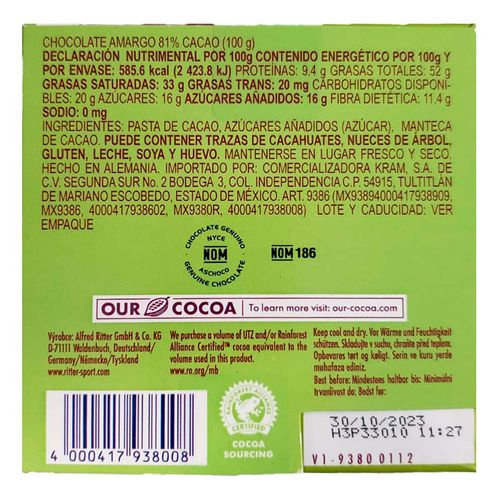 CHOCOLATE AMARGO 81% CACAO (100 g)
DECLARACIÓN NUTRIMENTAL POR 100g CONTENIDO ENERGÉTICO POR 100g Y
POR ENVASE: 585.6 kcal (2 423.8 kJ) PROTEÍNAS: 9.4 g GRASAS TOTALES: 52 g
GRASAS SATURADAS: 33 g GRASAS TRANS: 20 mg CARBOHIDRATOS DISPONI-
BLES: 20 g AZÚCARES: 16 g AZÚCARES AÑADIDOS: 16 g FIBRA DIETÉTICA: 11.4 g
SODIO: 0 mg
INGREDIENTES: PASTA DE CACAO, AZÚCARES AÑADIDOS (AZÚCAR), MANTECA
DE CACAO. PUEDE CONTENER TRAZAS DE CACAHUATES, NUECES DE ÁRBOL,
GLUTEN, LECHE, SOYA Y HUEVO. MANTENERSE EN LUGAR FRESCO Y SECO.
HECHO EN ALEMANIA. IMPORTADO POR: COMERCIALIZADORA KRAM, S.A. DE
C.V. SEGUNDA SUR No. 2 BODEGA 3, COL. INDEPENDENCIA C.P. 54915, TULTITLÁN
DE MARIANO ESCOBEDO, ESTADO DE MÉXICO. ART. 9386 (MX93894000417938909,
MX9386, 4000417938602, MX9380R, 4000417938008) LOTE Y CADUCIDAD: VER
EMPAQUE
CHOCOLATE GENUINO
NYCE
NOM
ASCHOCO
GENUINE CHOCOLATE
NOM 186
OUR COCOA To learn more visit: our-cocoa.com
Výrobce: Alfred Ritter GmbH & Co. KG
D-71111 Waldenbuch, Deutschland/
Germany/Německo/Tyskland
www.ritter-sport.com
We purchase a volume of UTZ and/or Rainforest
Alliance Certified™ cocoa equivalent to the
volume used in this product.
www.ra.org/mb
Keep cool and dry. Vor Wärme und Feuchtigkeit
schützen. Skladujte v suchu, chraňte před teplem.
Opbevares tørt og køligt. Serin ve kuru yerde
muhafaza ediniz.
Best before: Mindestens haltbar bis: Minimální
trvanlivost do: Bedst før:
4 000417 938008
RAINFOREST ALLIANCE
CERTIFIED
COCOA
SOURCING
30/10/2023
H3P33010 11:27
V1-9380 0112